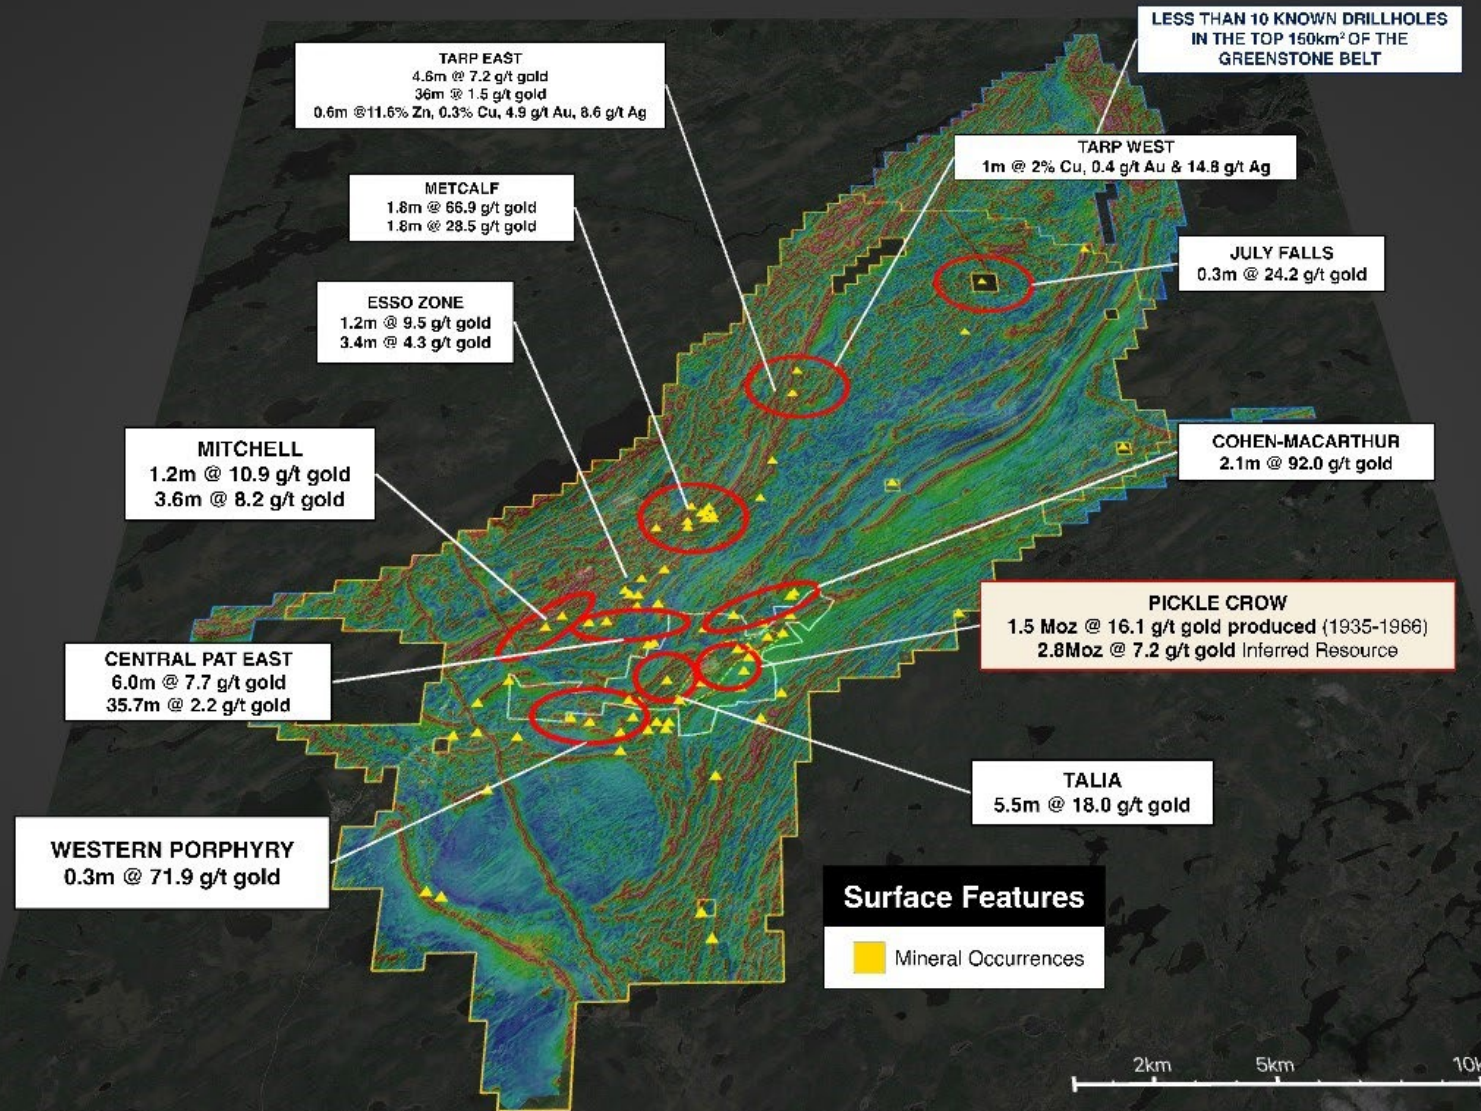 LESS THAN 10 KNOWN DRILLHOLES
IN THE TOP 150km² OF THE
GREENSTONE BELT
TARP EAST
4.6m @ 7.2 g/t gold
36m @ 1.5 g/t gold
0.6m @11.6% Zn, 0.3% Cu, 4.9 g/t Au, 8.6 g/t Ag
TARP WEST
1m @ 2% Cu, 0.4 g/t Au & 14.8 g/t Ag
METCALF
1.8m @ 66.9 g/t gold
1.8m @ 28.5 g/t gold
JULY FALLS
0.3m @ 24.2 g/t gold
ESSO ZONE
1.2m @ 9.5 g/t gold
3.4m @ 4.3 g/t gold
MITCHELL
1.2m @ 10.9 g/t gold
3.6m @ 8.2 g/t gold
COHEN-MACARTHUR
2.1m @ 92.0 g/t gold
PICKLE CROW
1.5 Moz @ 16.1 g/t gold produced (1935-1966)
2.8Moz @ 7.2 g/t gold Inferred Resource
CENTRAL PAT EAST
6.0m @ 7.7 g/t gold
35.7m @ 2.2 g/t gold
TALIA
5.5m @ 18.0 g/t gold
WESTERN PORPHYRY
0.3m @ 71.9 g/t gold
Surface Features
Mineral Occurrences
2km 5km 10k